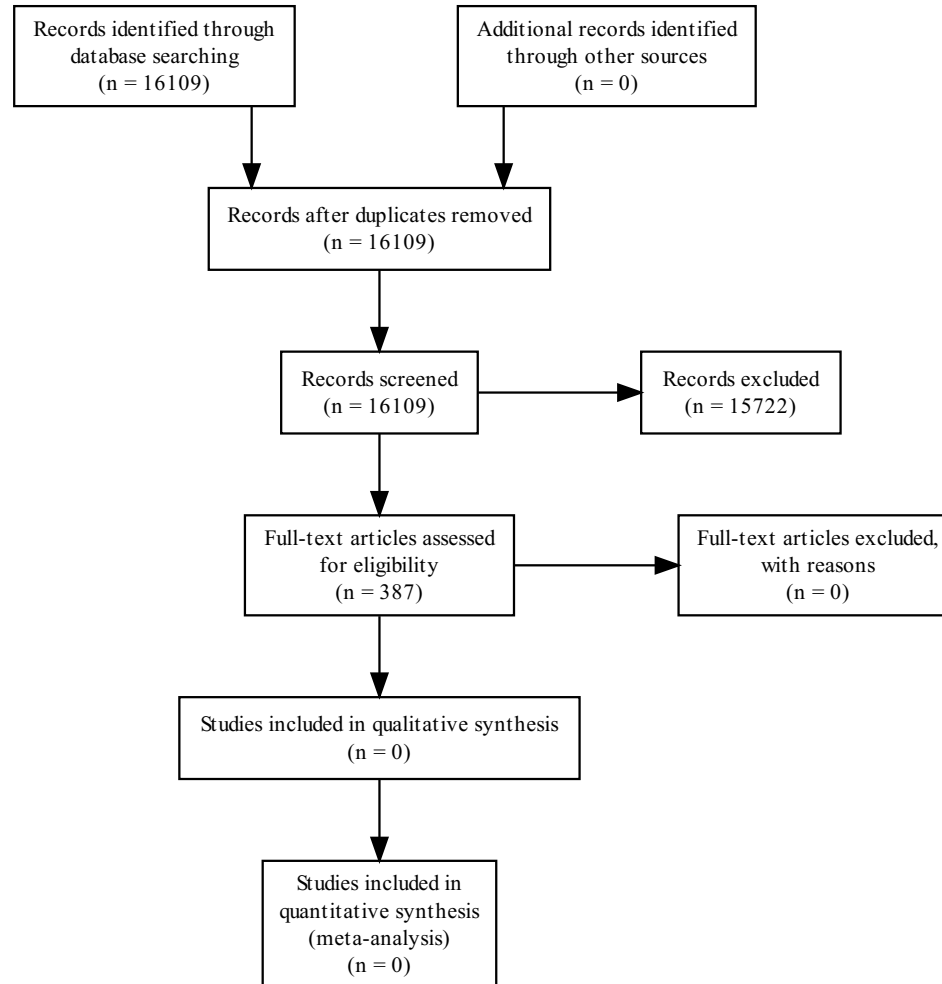 Records identified through
database searching
(n = 16109)
Additional records identified
through other sources
(n = 0)
Records after duplicates removed
(n = 16109)
Records screened
(n = 16109)
Records excluded
(n = 15722)
Full-text articles assessed
for eligibility
(n = 387)
Full-text articles excluded,
with reasons
(n = 0)
Studies included in qualitative synthesis
(n = 0)
Studies included in
quantitative synthesis
(meta-analysis)
(n = 0)